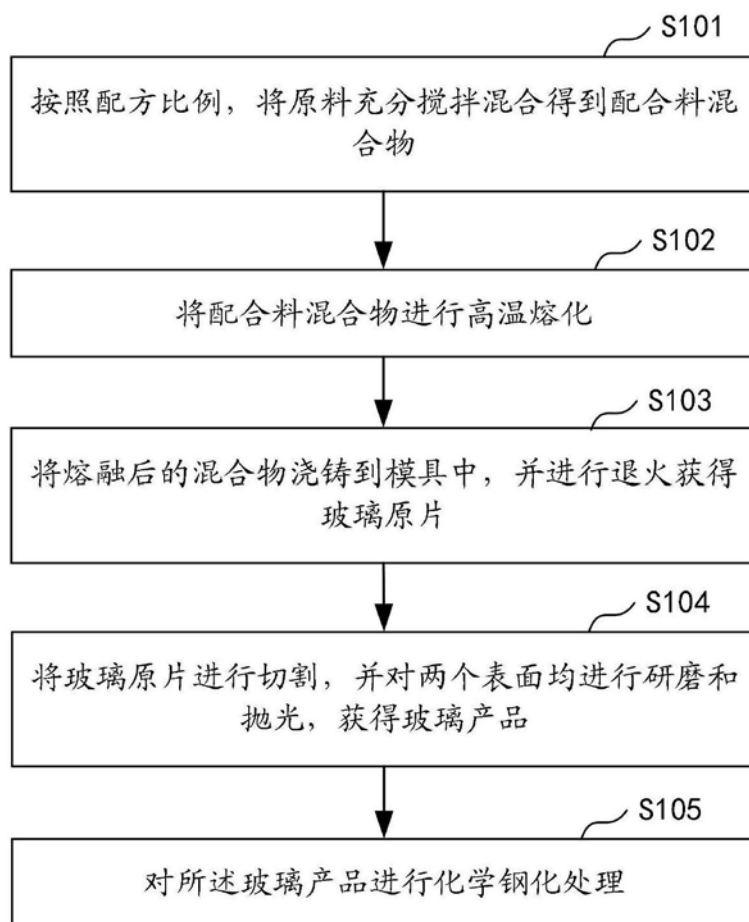 S101
按照配方比例，将原料充分搅拌混合得到配合料混
合物
S102
将配合料混合物进行高温熔化
S103
将熔融后的混合物浇铸到模具中，并进行退火获得
玻璃原片
S104
将玻璃原片进行切割，并对两个表面均进行研磨和
抛光，获得玻璃产品
S105
对所述玻璃产品进行化学钢化处理